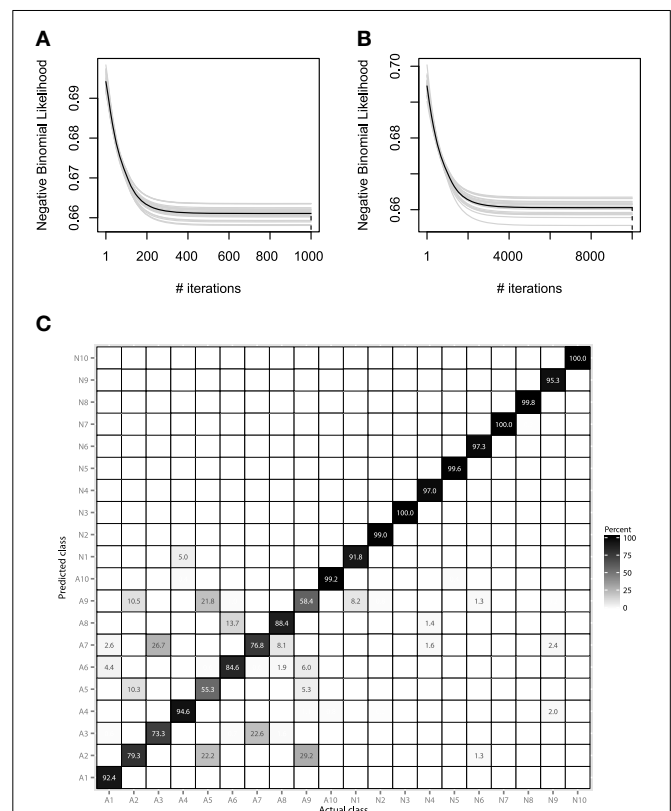 A
B
Negative Binomial Likelihood
0.69
0.68
0.67
0.66
1
200
400
600
800
1000
# iterations
Negative Binomial Likelihood
0.70
0.68
0.66
1
4000
8000
# iterations
C
Predicted class
N10
100.0
N9
95.3
N8
99.8
N7
100.0
N6
97.3
N5
99.6
N4
97.0
N3
100.0
N2
99.0
N1
5.0 91.8
A10
99.2
A9
10.5 21.8 58.4 8.2 1.3
A8
13.7 88.4 1.4
A7
2.6 26.7 76.8 8.1 1.6 2.4
A6
4.4 84.6 1.9 6.0
A5
10.3 55.3 5.3
A4
94.6 2.0
A3
73.3 22.6
A2
79.3 22.2 29.2 1.3
A1
92.4
A1 A2 A3 A4 A5 A6 A7 A8 A9 A10 N1 N2 N3 N4 N5 N6 N7 N8 N9 N10
Actual class
Percent
100
75
50
25
0